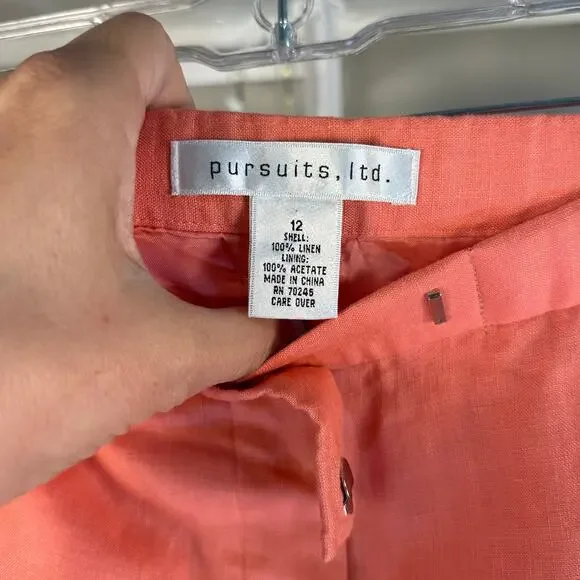 pursuits, ltd.
12
SHELL:
100% LINEN
LINING:
100% ACETATE
MADE IN CHINA
RN 70245
CARE OVER